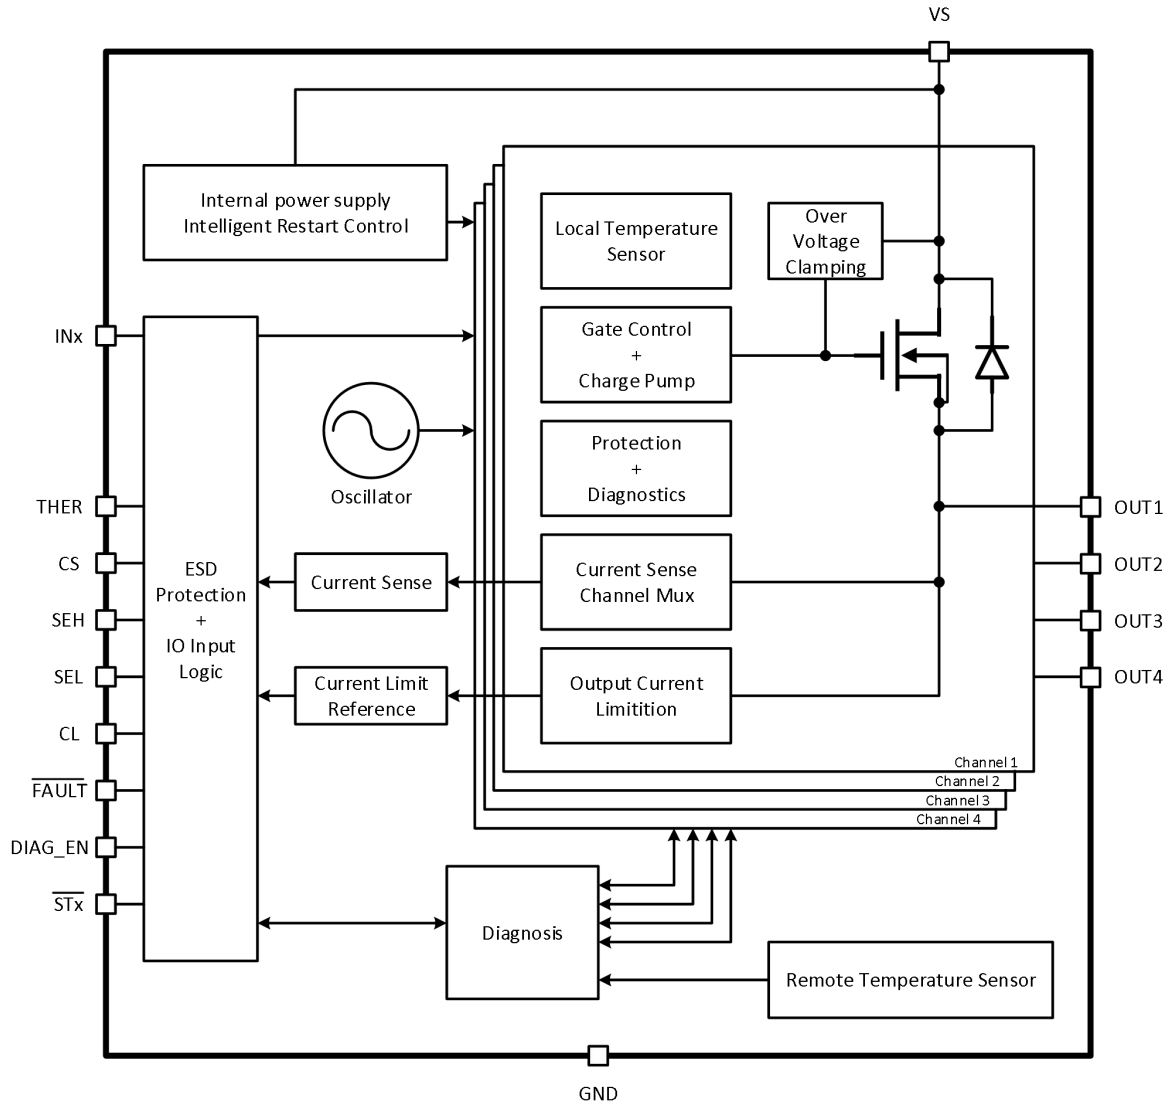 VS
Internal power supply
Intelligent Restart Control
Local Temperature
Sensor
Over
Voltage
Clamping
INx
Gate Control
+
Charge Pump
Oscillator
Protection
+
Diagnostics
THER
CS
SEH
SEL
CL
FAULT
DIAG_EN
STx
ESD
Protection
+
IO Input
Logic
Current Sense
Current Sense
Channel Mux
Current Limit
Reference
Output Current
Limitition
OUT1
OUT2
OUT3
OUT4
Channel 1
Channel 2
Channel 3
Channel 4
Diagnosis
Remote Temperature Sensor
GND